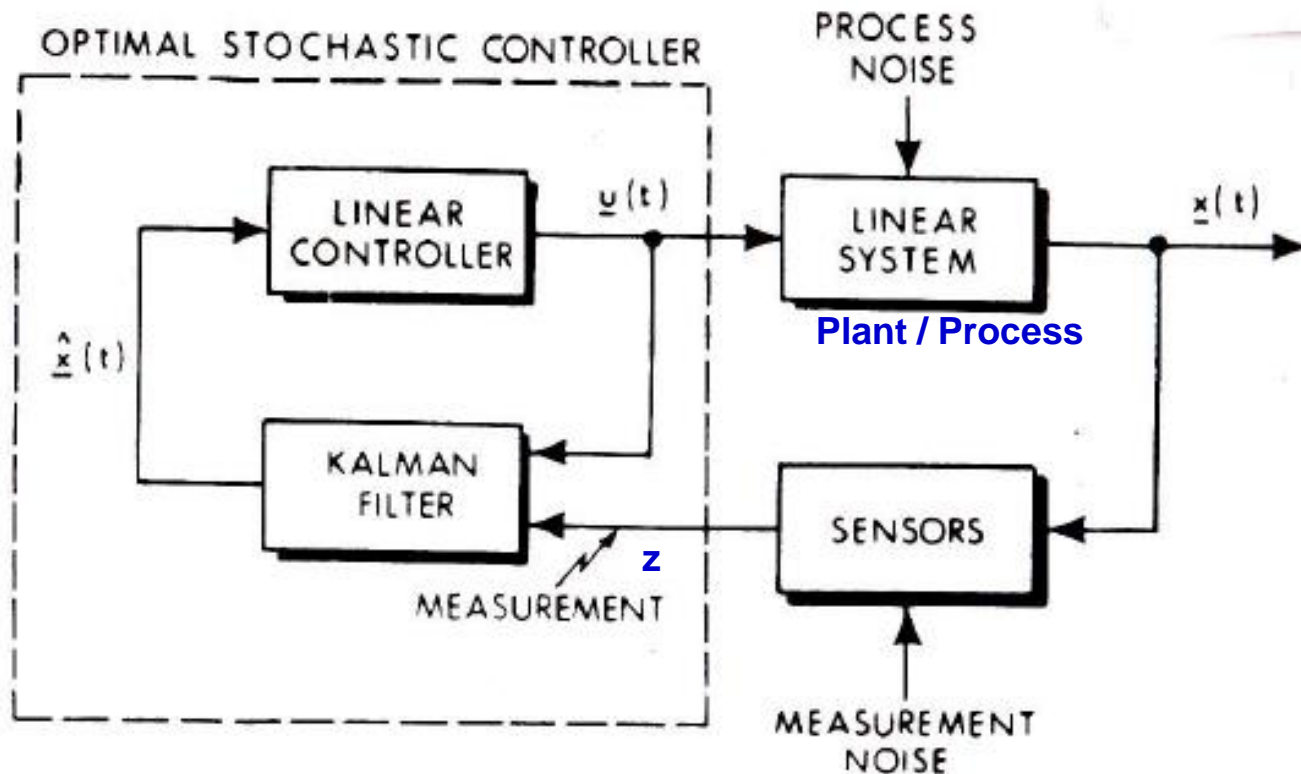 OPTIMAL STOCHASTIC CONTROLLER
PROCESS
NOISE
LINEAR
CONTROLLER
u(t)
LINEAR
SYSTEM
x(t)
Plant / Process
x̂(t)
KALMAN
FILTER
SENSORS
z
MEASUREMENT
MEASUREMENT
NOISE